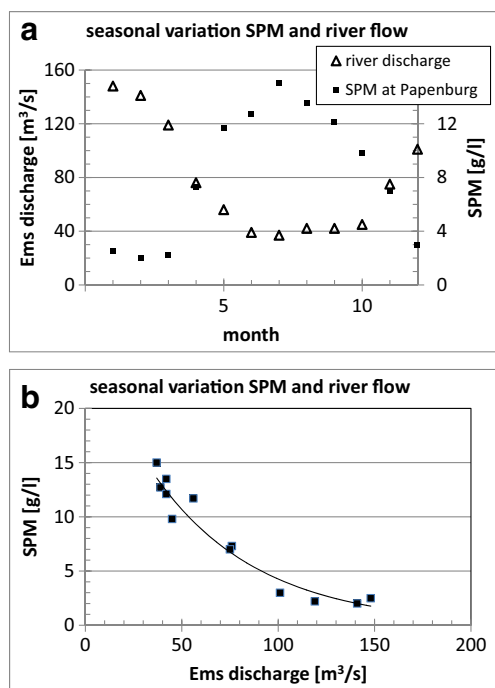 a
seasonal variation SPM and river flow
river discharge
SPM at Papenburg
Ems discharge [m³/s]
160
120
80
40
0
12
8
4
0
SPM [g/l]
5
10
month
b
seasonal variation SPM and river flow
SPM [g/l]
20
15
10
5
0
0
50
100
150
200
Ems discharge [m³/s]